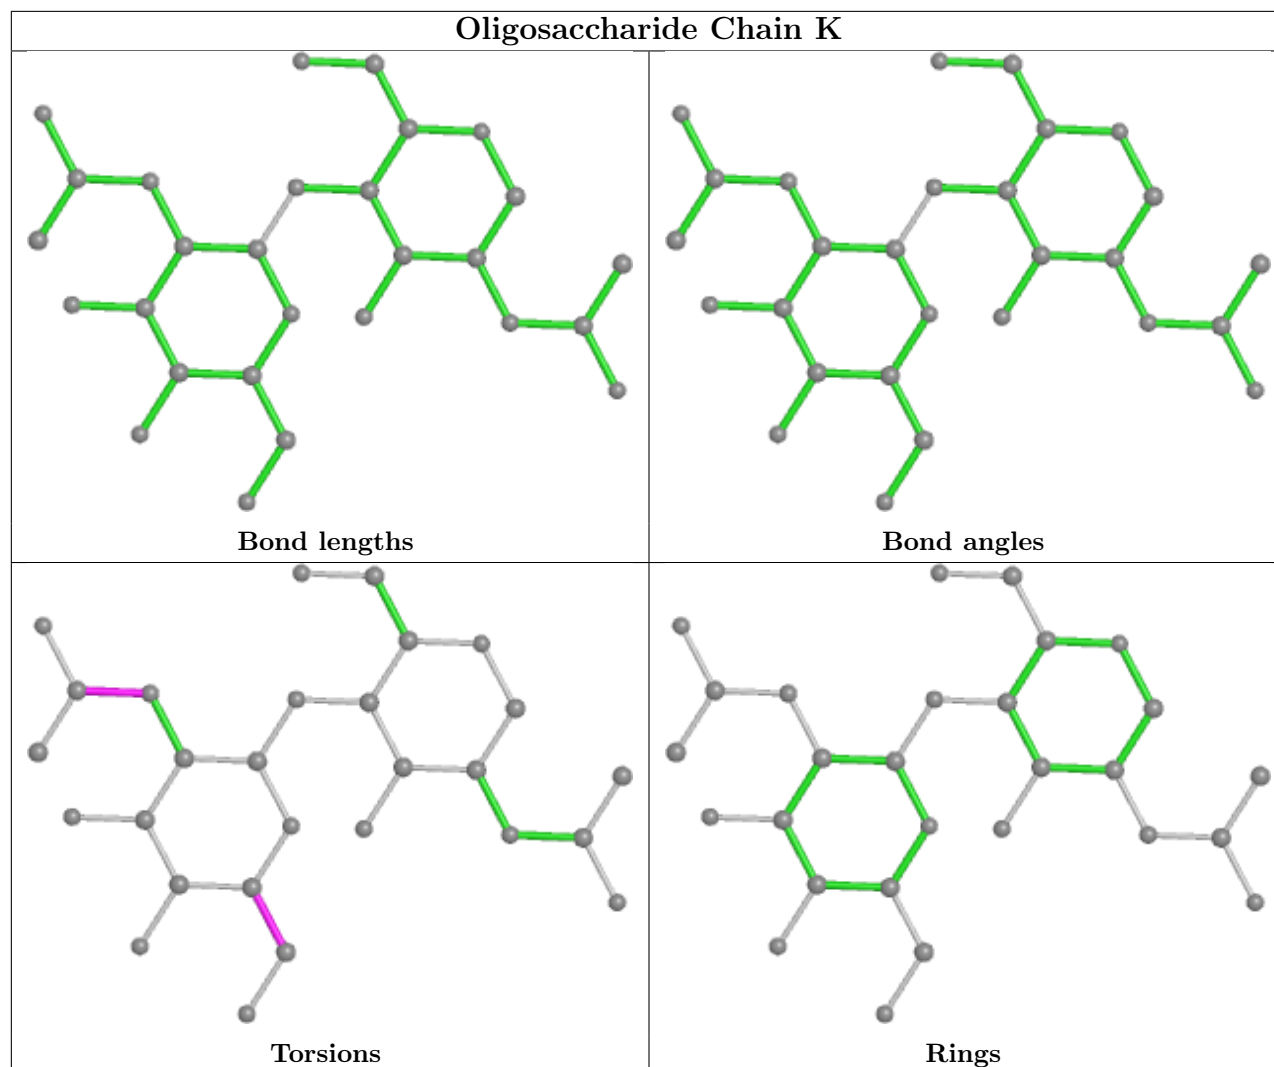 Oligosaccharide Chain K
Bond lengths
Bond angles
Torsions
Rings